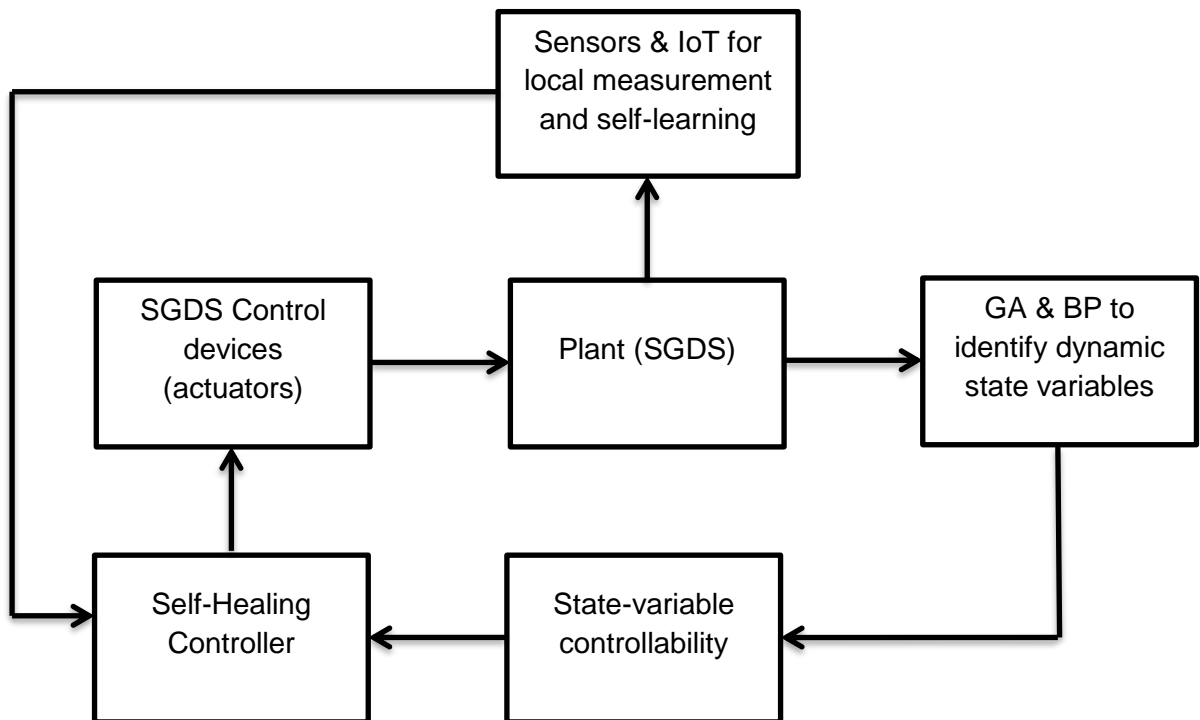 Sensors & IoT for
local measurement
and self-learning
SGDS Control
devices
(actuators)
Plant (SGDS)
GA & BP to
identify dynamic
state variables
Self-Healing
Controller
State-variable
controllability